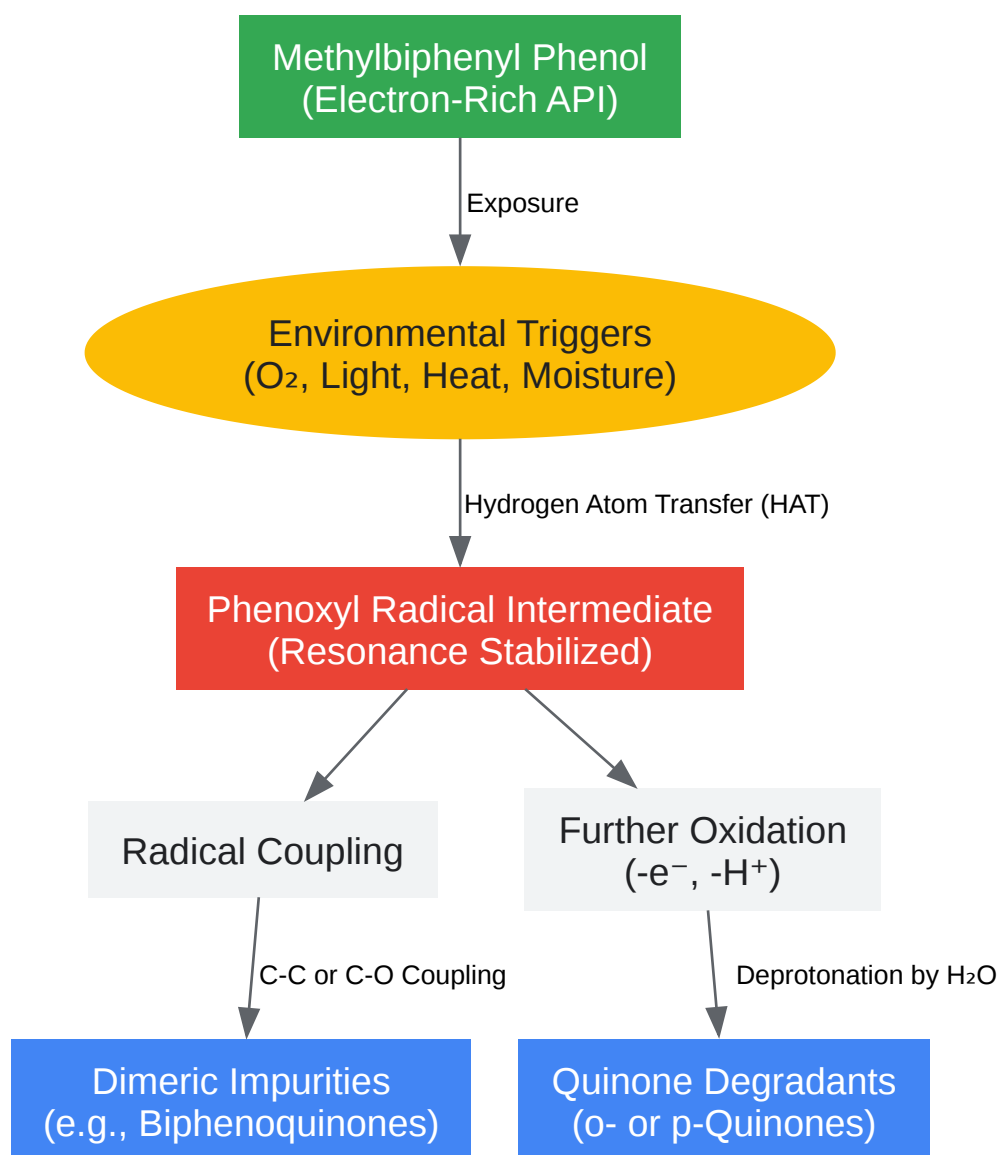 Methylbiphenyl Phenol
(Electron-Rich API)
Exposure
Environmental Triggers
(O₂, Light, Heat, Moisture)
Hydrogen Atom Transfer (HAT)
Phenoxyl Radical Intermediate
(Resonance Stabilized)
Radical Coupling
Further Oxidation
(-e⁻, -H⁺)
C-C or C-O Coupling
Deprotonation by H₂O
Dimeric Impurities
(e.g., Biphenoquinones)
Quinone Degradants
(o- or p-Quinones)